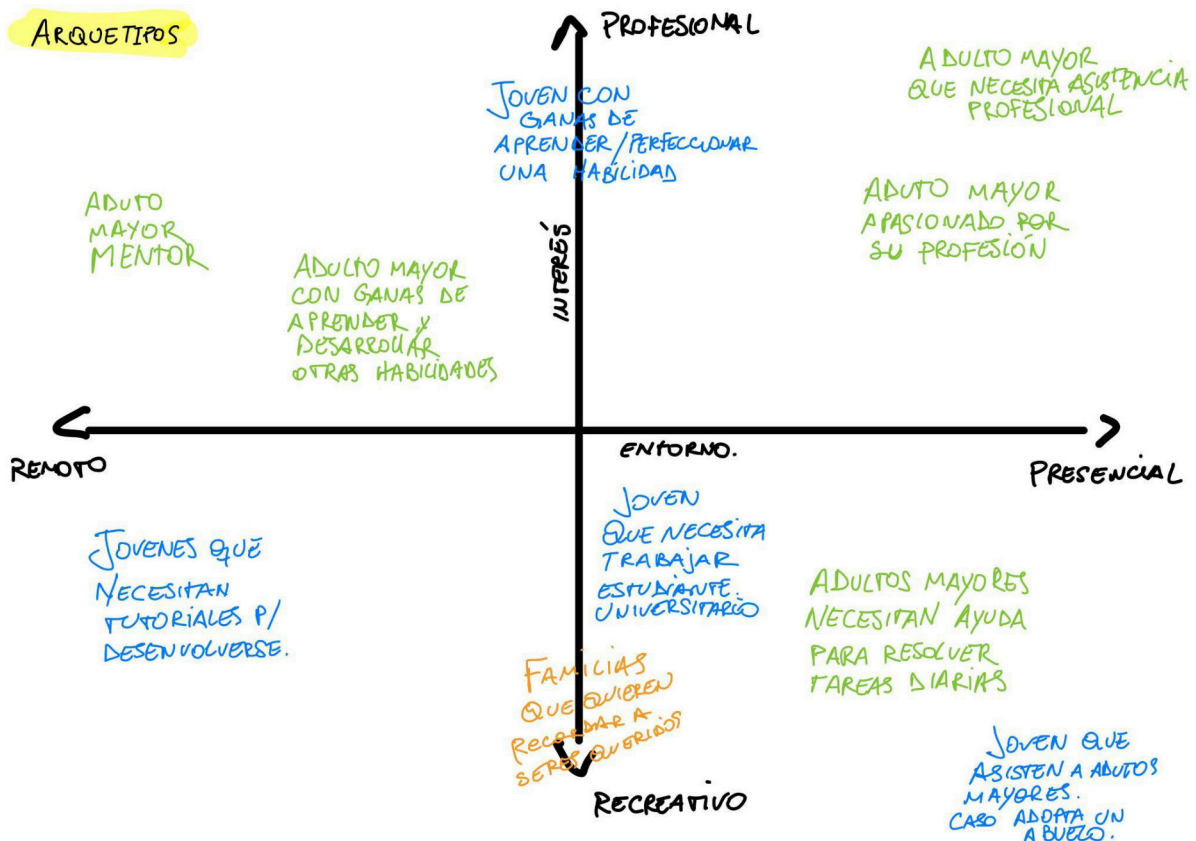 ARQUETIPOS
PROFESIONAL
JOVEN CON
GANAS DE
APRENDER/PERFECCIONAR
UNA HABILIDAD
ADULTO MAYOR
QUE NECESITA ASISTENCIA
PROFESIONAL
ADUTO
MAYOR
MENTOR
ADUTO MAYOR
APASIONADO POR
SU PROFESIÓN
INTERÉS
ADULTO MAYOR
CON GANAS DE
APRENDER Y
DESARROLLAR
OTRAS HABILIDADES
REMOTO
ENTORNO.
PRESENCIAL
JOVENES QUE
NECESITAN
TUTORIALES P/
DESENVOLVERSE.
JOVEN
QUE NECESITA
TRABAJAR
ESTUDIANTE.
UNIVERSITARIO
ADULTOS MAYORES
NECESITAN AYUDA
PARA RESOLVER
TAREAS DIARIAS
FAMILIAS
QUE QUIEREN
RECORDAR A
SERES QUERIDOS
RECREATIVO
JOVEN QUE
ASISTEN A ADUTOS
MAYORES.
CASO ADOPTA UN
ABUELO.